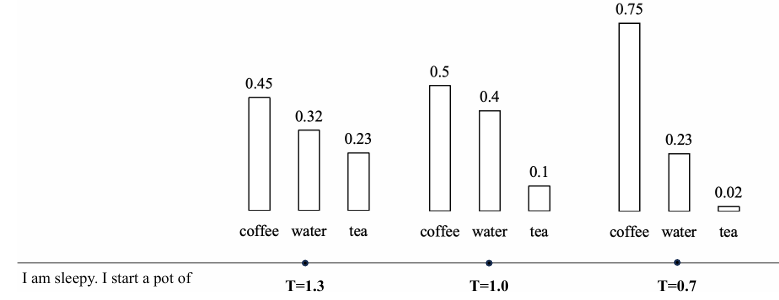 0.45 0.32 0.23 0.5 0.4 0.1 0.75 0.23 0.02
coffee water tea coffee water tea coffee water tea
I am sleepy. I start a pot of
T=1.3 T=1.0 T=0.7